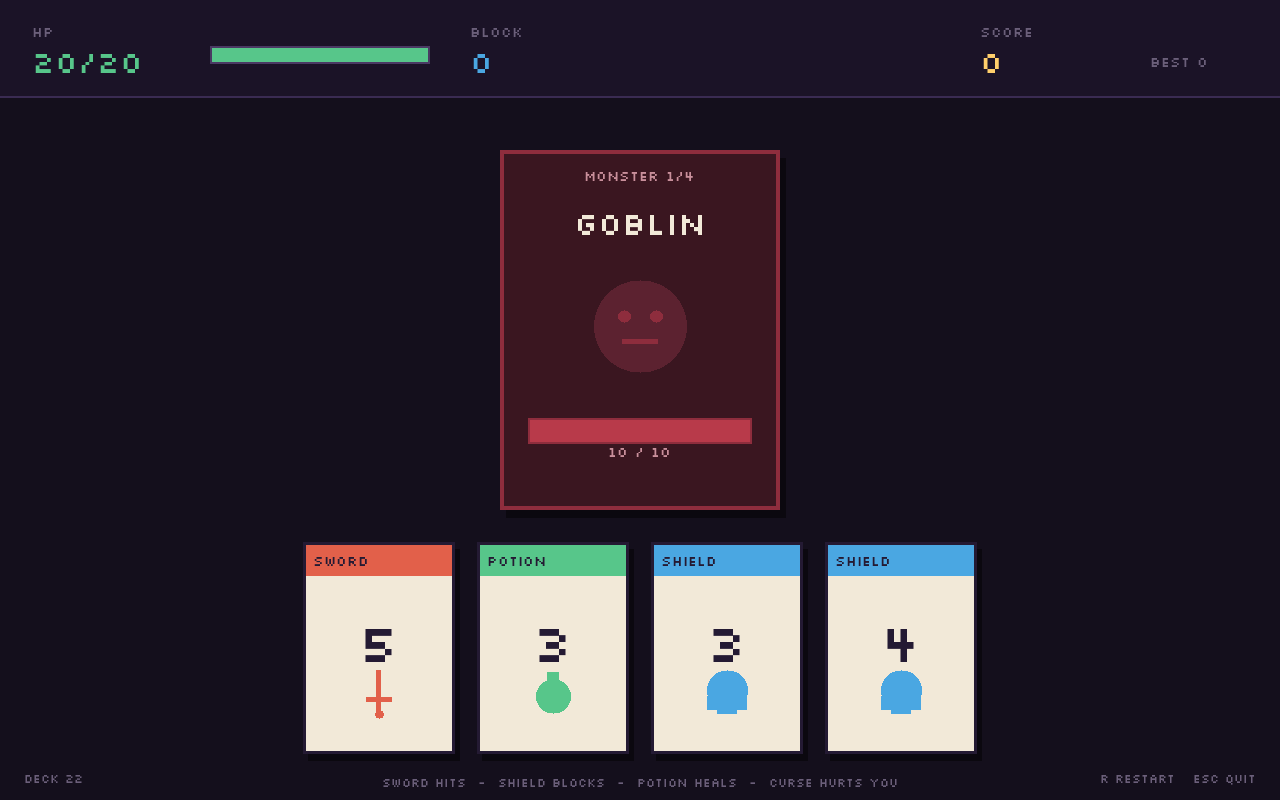 HP
20/20
BLOCK
0
SCORE
0
BEST 0
MONSTER 1/4
GOBLIN
10 / 10
SWORD
5
POTION
3
SHIELD
3
SHIELD
4
DECK 22
SWORD HITS - SHIELD BLOCKS - POTION HEALS - CURSE HURTS YOU
R RESTART ESC QUIT